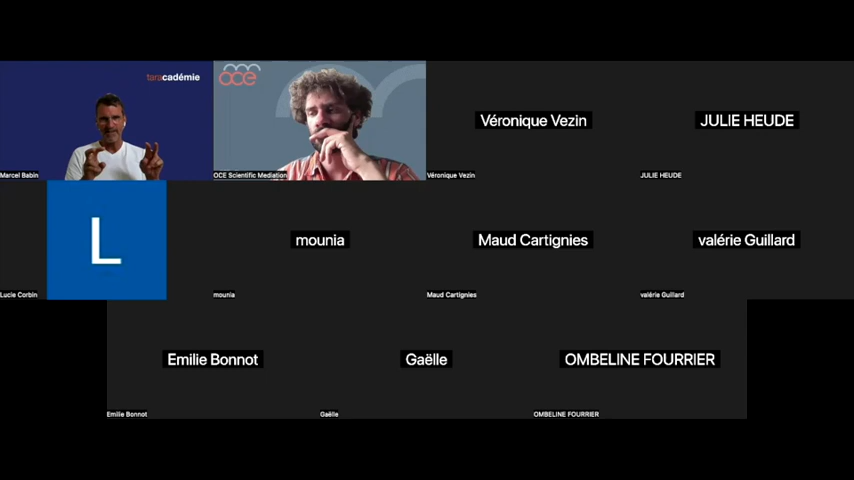 taracadémie
Marcel Babin
oce
OCE Scientific Mediation
Véronique Vezin
Véronique Vezin
JULIE HEUDE
JULIE HEUDE
L
Lucie Corbin
mounia
mounia
Maud Cartignies
Maud Cartignies
valérie Guillard
valérie Guillard
Emilie Bonnot
Emilie Bonnot
Gaëlle
Gaëlle
OMBELINE FOURRIER
OMBELINE FOURRIER